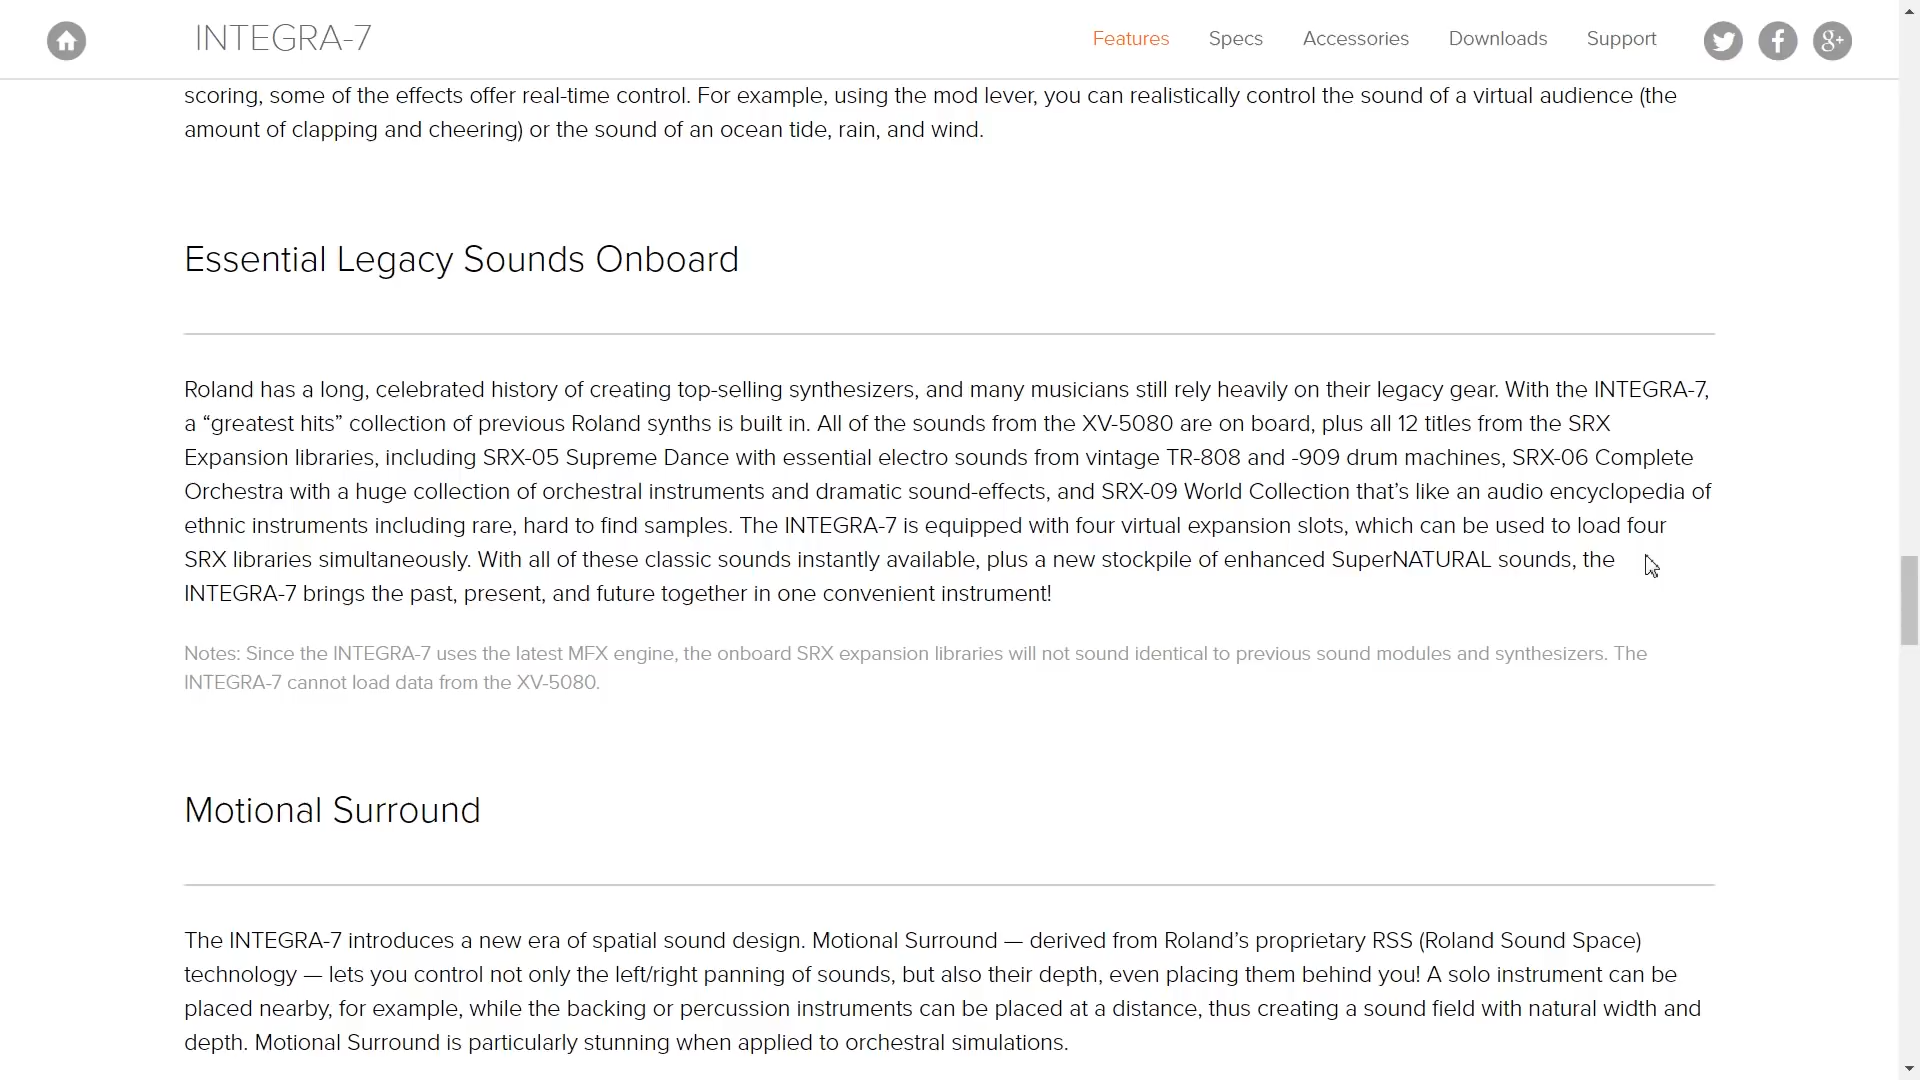 INTEGRA-7
Features
Specs
Accessories
Downloads
Support
scoring, some of the effects offer real-time control. For example, using the mod lever, you can realistically control the sound of a virtual audience (the
amount of clapping and cheering) or the sound of an ocean tide, rain, and wind.
Essential Legacy Sounds Onboard
Roland has a long, celebrated history of creating top-selling synthesizers, and many musicians still rely heavily on their legacy gear. With the INTEGRA-7,
a “greatest hits” collection of previous Roland synths is built in. All of the sounds from the XV-5080 are on board, plus all 12 titles from the SRX
Expansion libraries, including SRX-05 Supreme Dance with essential electro sounds from vintage TR-808 and -909 drum machines, SRX-06 Complete
Orchestra with a huge collection of orchestral instruments and dramatic sound-effects, and SRX-09 World Collection that’s like an audio encyclopedia of
ethnic instruments including rare, hard to find samples. The INTEGRA-7 is equipped with four virtual expansion slots, which can be used to load four
SRX libraries simultaneously. With all of these classic sounds instantly available, plus a new stockpile of enhanced SuperNATURAL sounds, the
INTEGRA-7 brings the past, present, and future together in one convenient instrument!
Notes: Since the INTEGRA-7 uses the latest MFX engine, the onboard SRX expansion libraries will not sound identical to previous sound modules and synthesizers. The
INTEGRA-7 cannot load data from the XV-5080.
Motional Surround
The INTEGRA-7 introduces a new era of spatial sound design. Motional Surround — derived from Roland’s proprietary RSS (Roland Sound Space)
technology — lets you control not only the left/right panning of sounds, but also their depth, even placing them behind you! A solo instrument can be
placed nearby, for example, while the backing or percussion instruments can be placed at a distance, thus creating a sound field with natural width and
depth. Motional Surround is particularly stunning when applied to orchestral simulations.